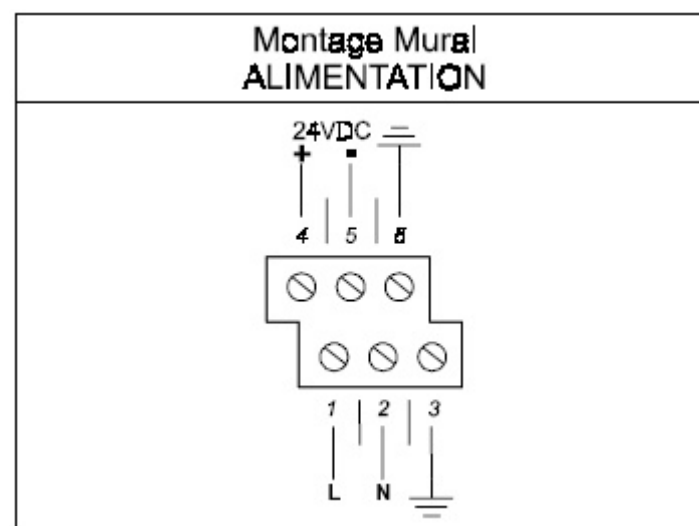 Montage Mural
ALIMENTATION
24VDC
+ -
4 5 6
1 2 3
L N